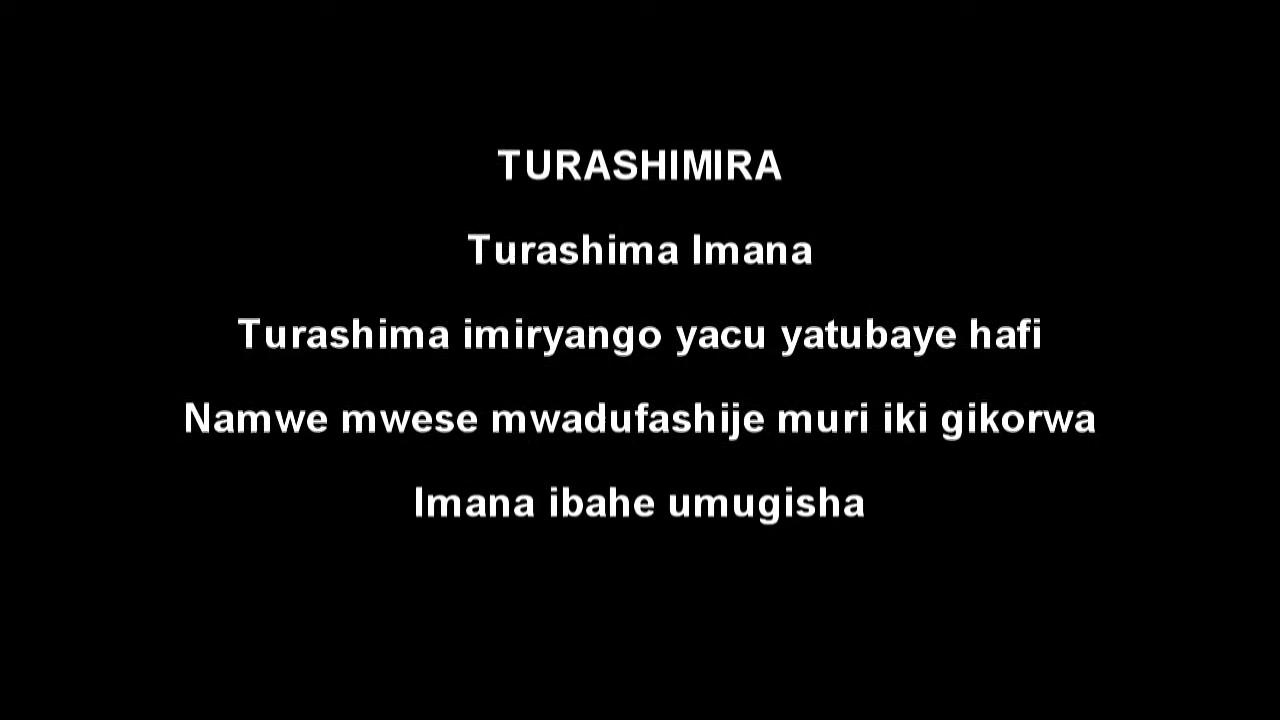 TURASHIMIRA
Turashima Imana
Turashima imiryango yacu yatubaye hafi
Namwe mwese mwadufashije muri iki gikorwa
Imana ibahe umugisha